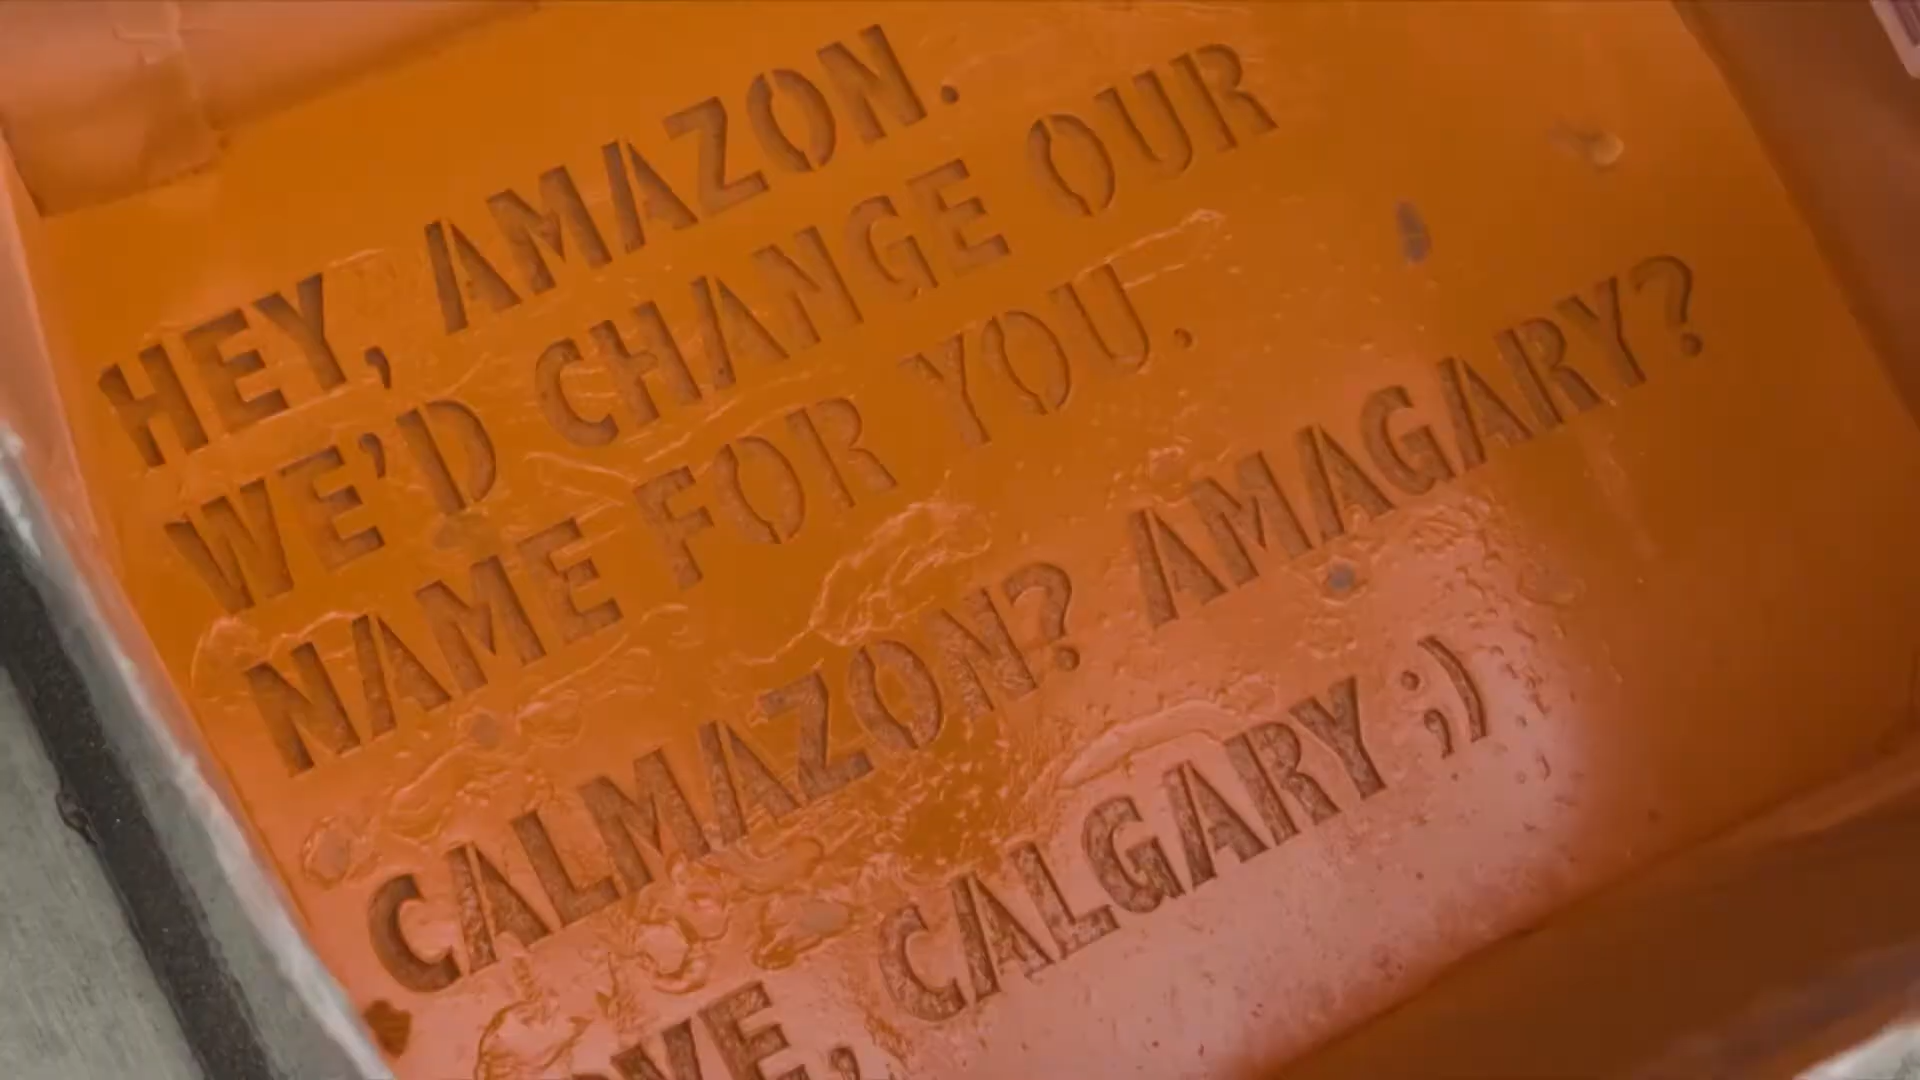 HEY, AMAZON.
WE'D CHANGE OUR
NAME FOR YOU.
CALMAZON? AMAGARY?
CALGARY ;)